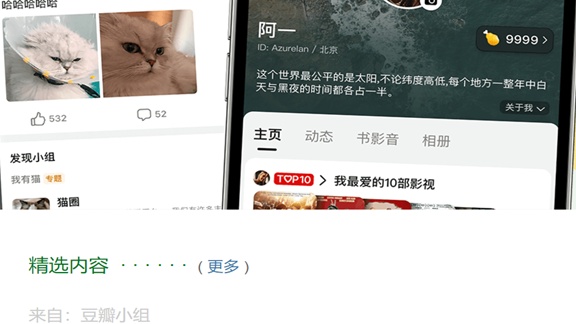 哈哈哈哈哈
532
52
发现小组
我有猫 专题
猫圈
阿一
ID: Azurelan / 北京
9999 >
这个世界最公平的是太阳,不论纬度高低,每个地方一整年中白
天与黑夜的时间都各占一半。
关于我
主页 动态 书影音 相册
TOP10 我最爱的10部影视
精选内容 · · · · · · (更多)
来自：豆瓣小组